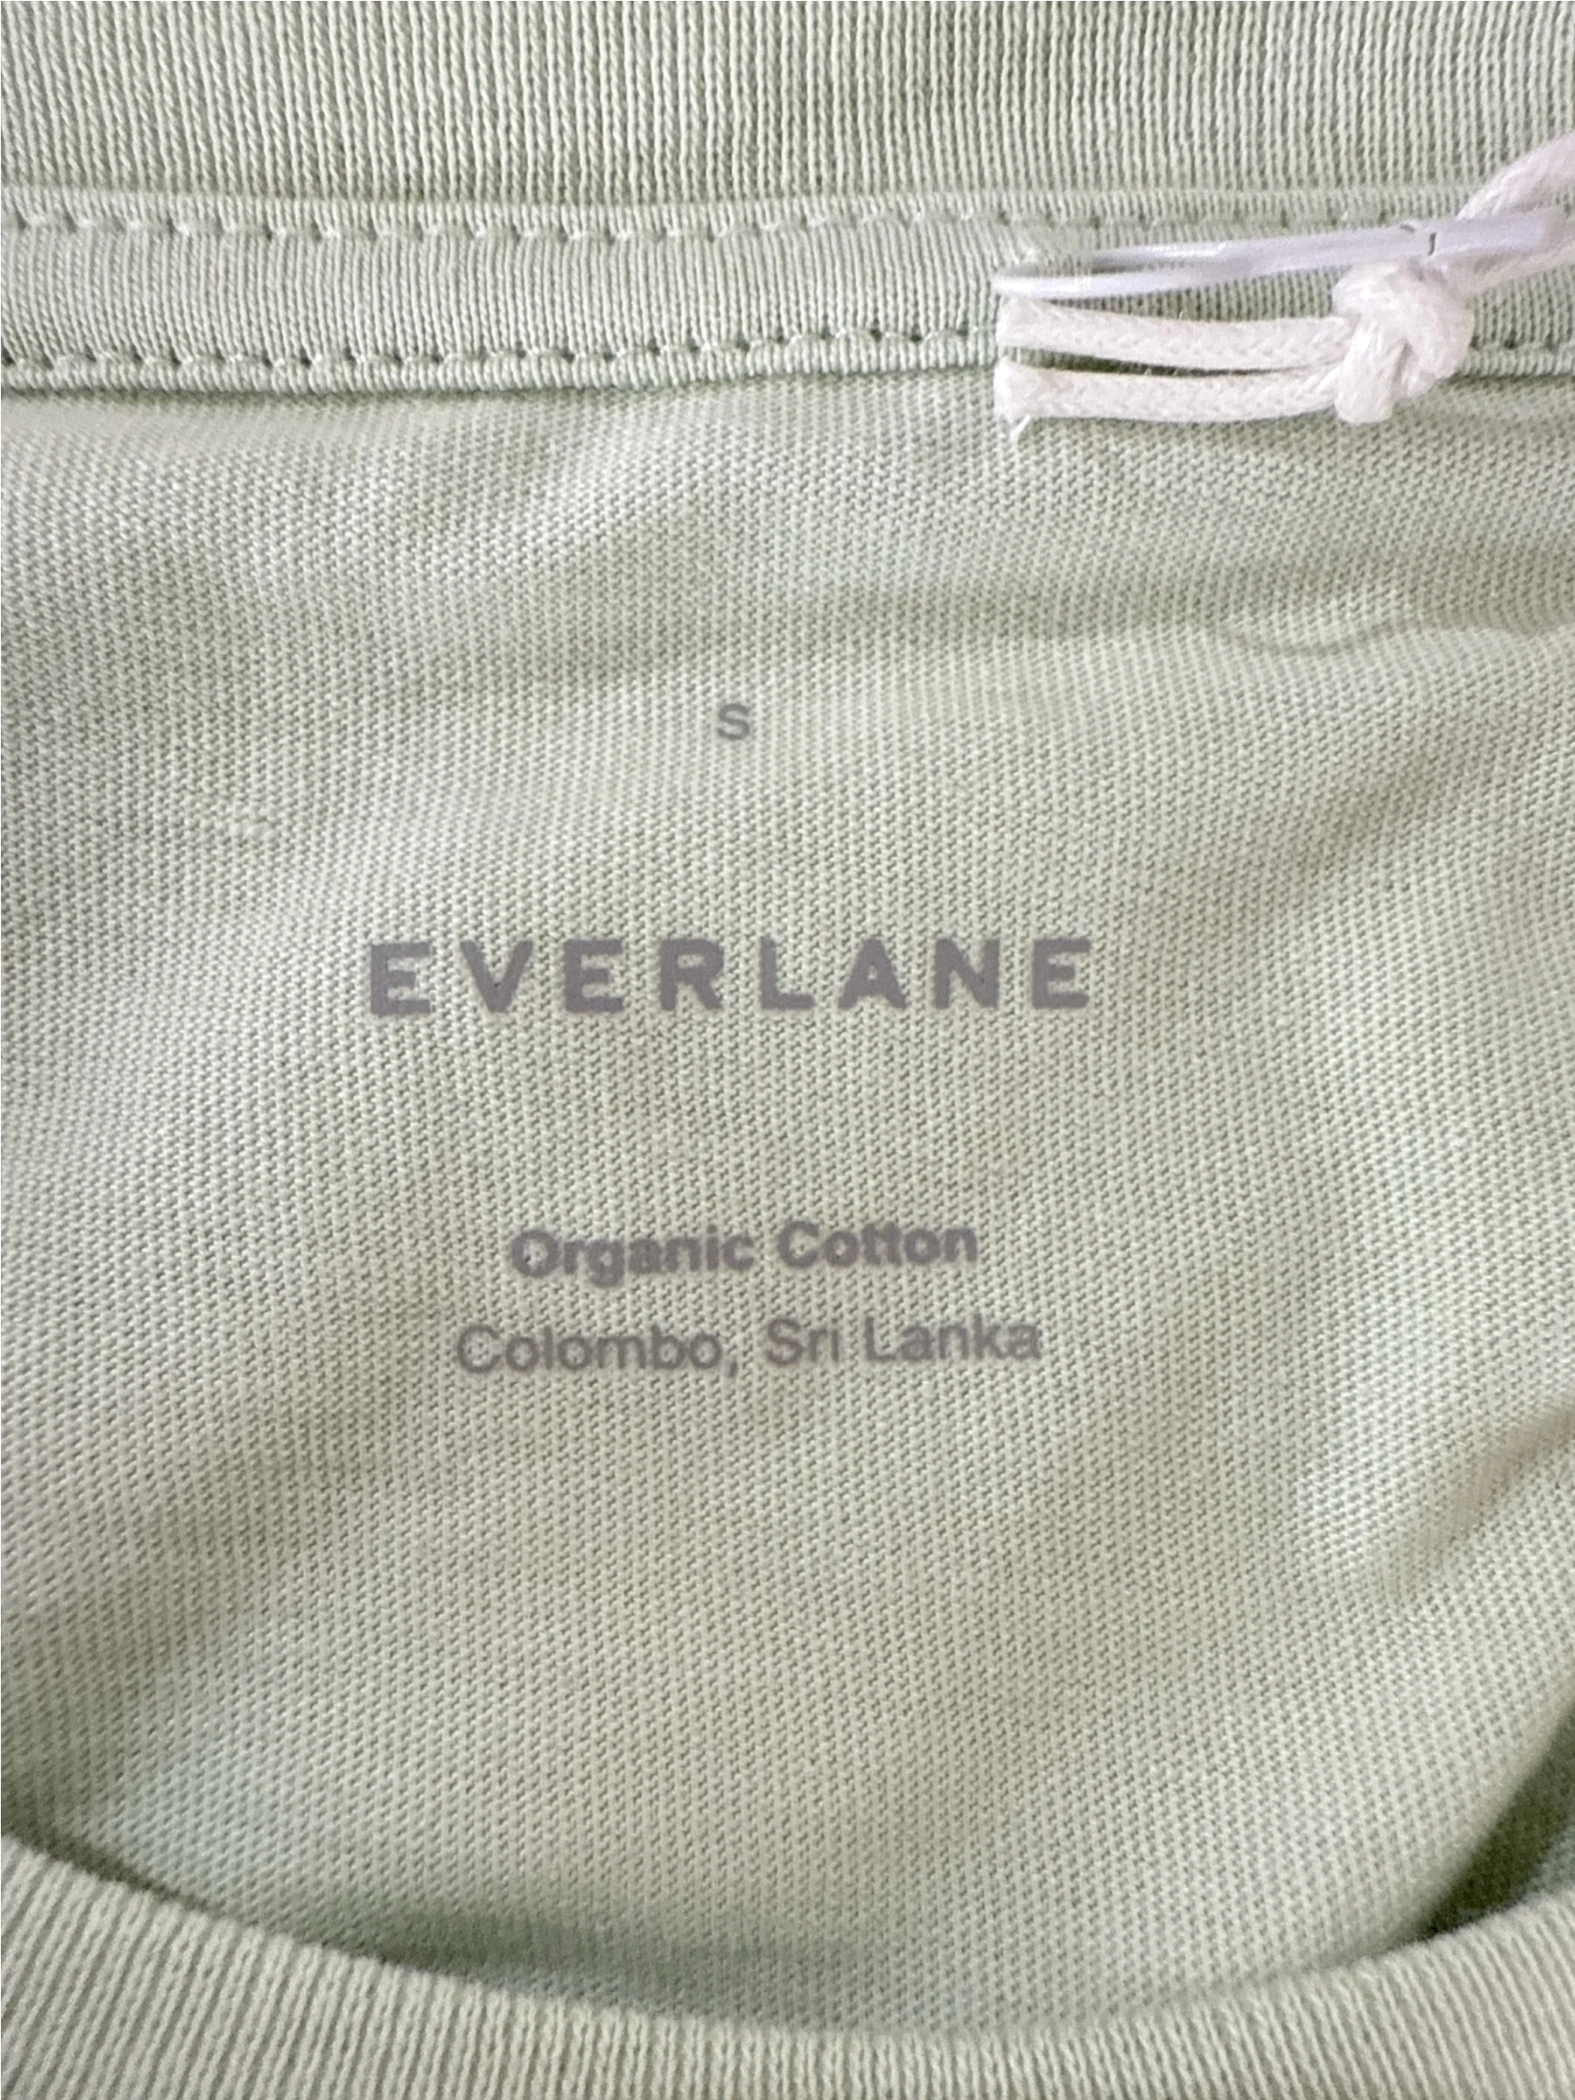 S
EVERLANE
Organic Cotton
Colombo, Sri Lanka